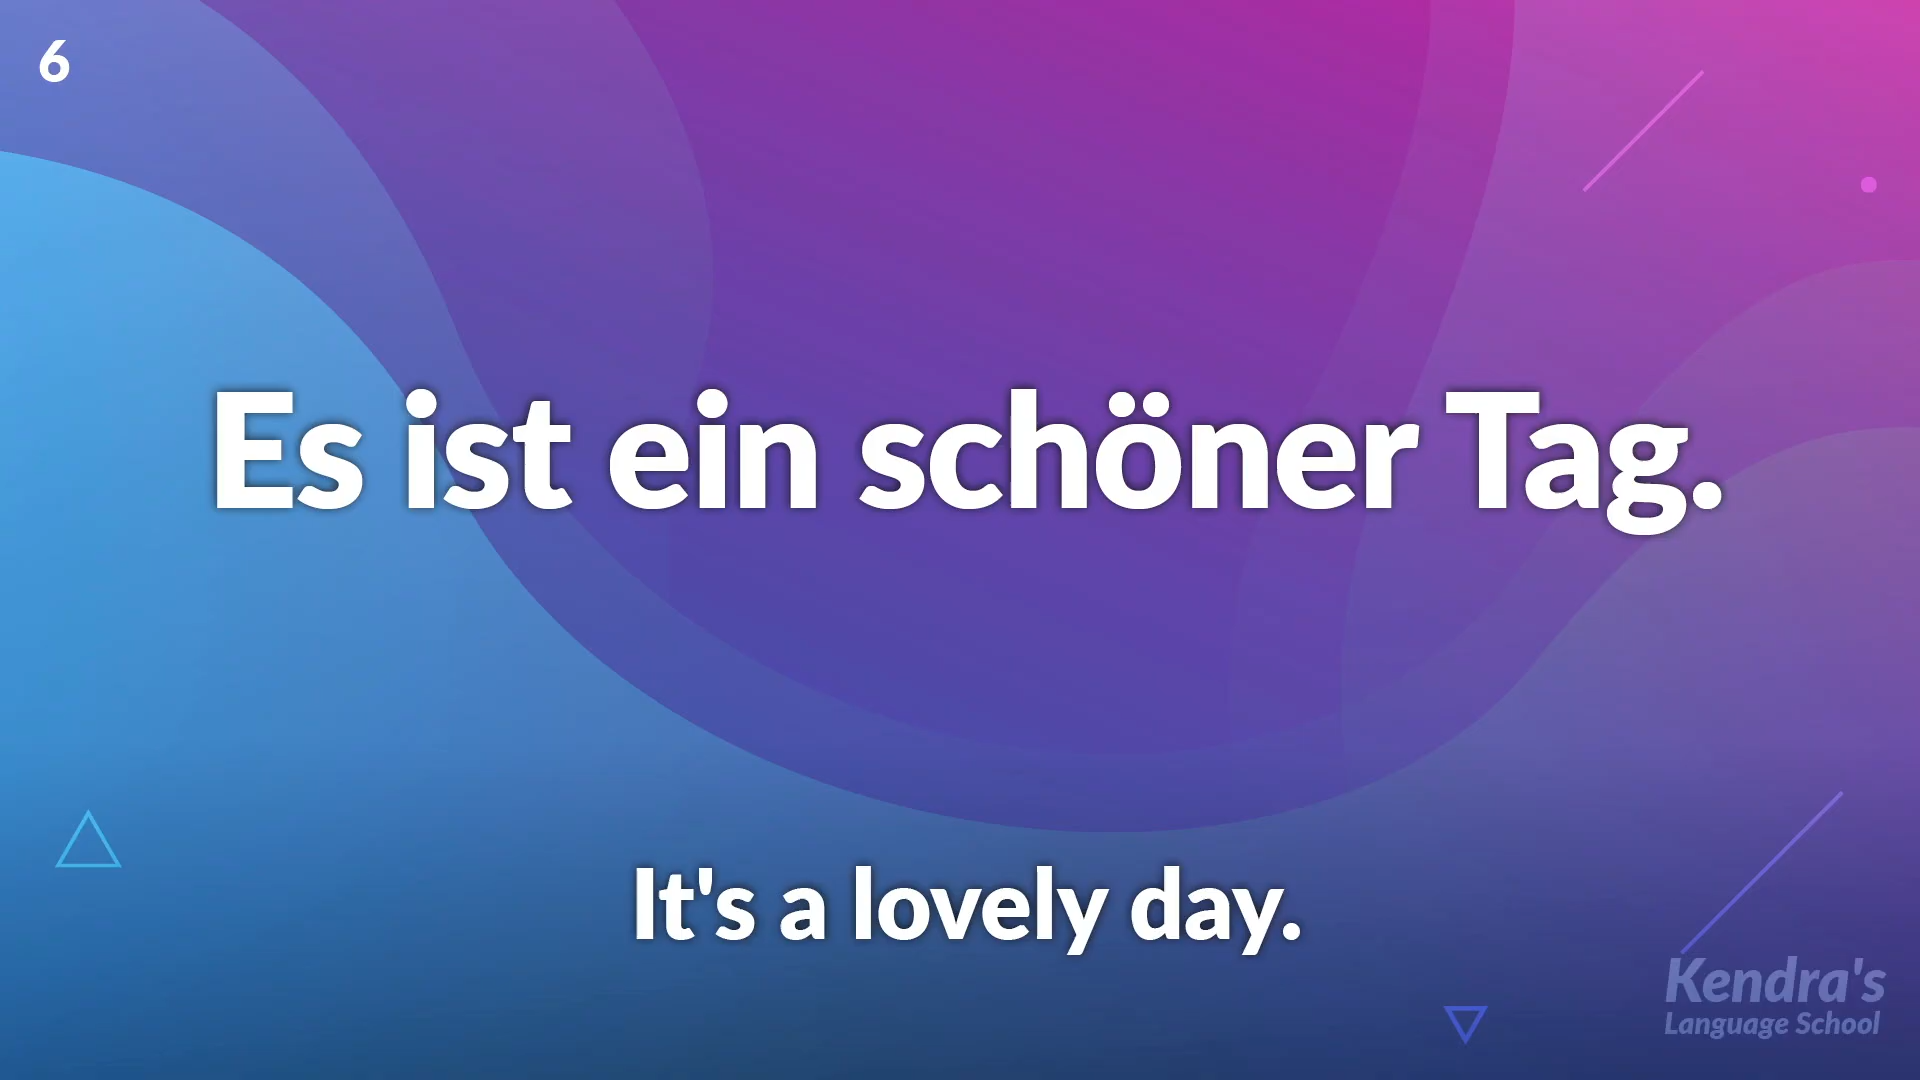 6
Es ist ein schöner Tag.
It's a lovely day.
Kendra's
Language School